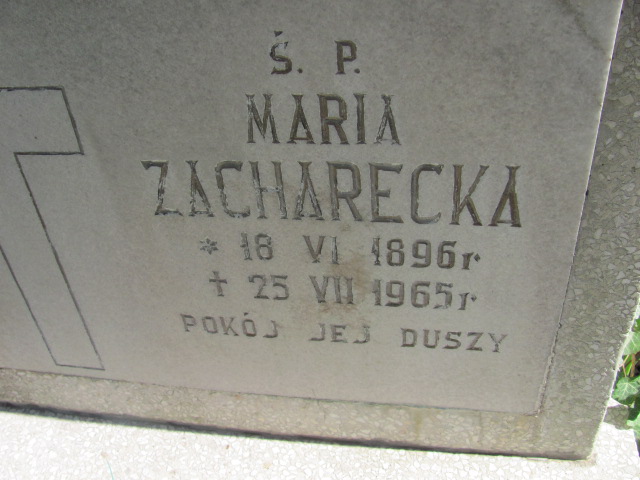 Ś. P.
MARIA
ZACHARECKA
* 18 VI 1896r
† 25 VII 1965r
POKÓJ JEJ DUSZY